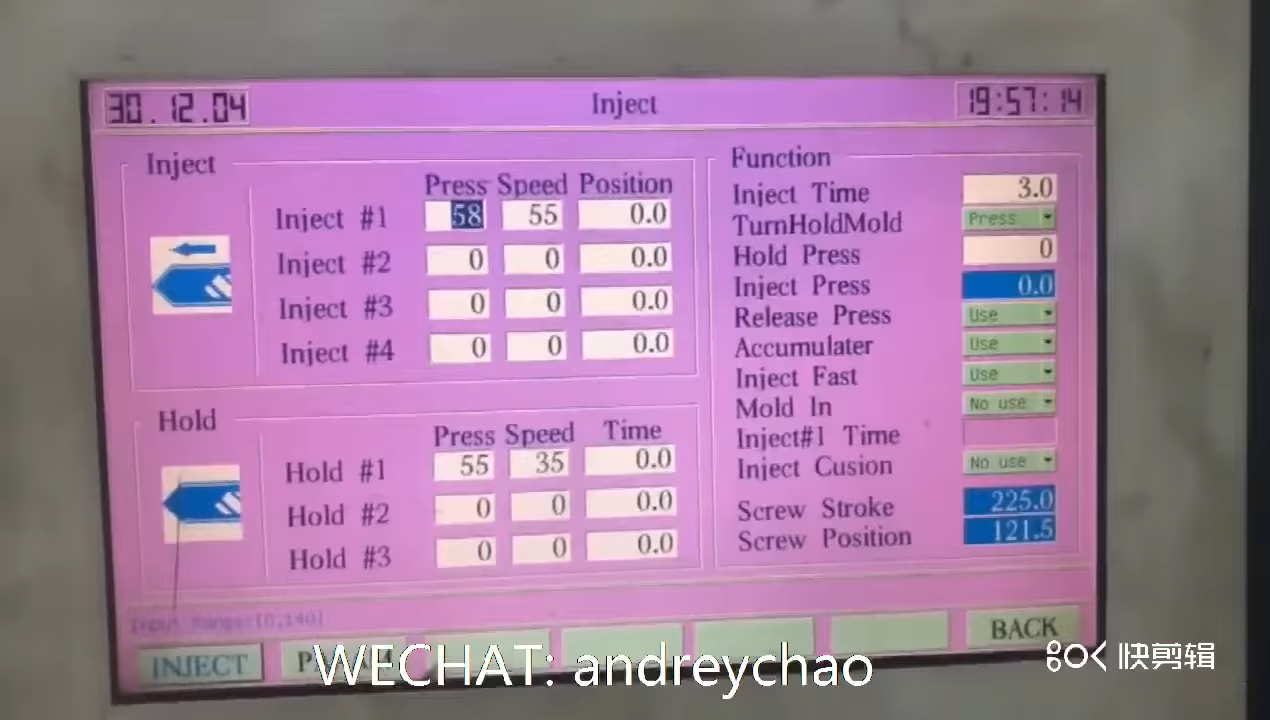 30.12.04 Inject 19:57:14
Inject
Press Speed Position
Inject #1 58 55 0.0
Inject #2 0 0 0.0
Inject #3 0 0 0.0
Inject #4 0 0 0.0
Hold
Press Speed Time
Hold #1 55 35 0.0
Hold #2 0 0 0.0
Hold #3 0 0 0.0
Function
Inject Time 3.0
TurnHoldMold Press
Hold Press 0
Inject Press 0.0
Release Press Use
Accumulater Use
Inject Fast Use
Mold In No use
Inject#1 Time
Inject Cusion No use
Screw Stroke 225.0
Screw Position 121.5
Input Range:[0,140]
INJECT BACK
WECHAT: andreychao
快剪辑